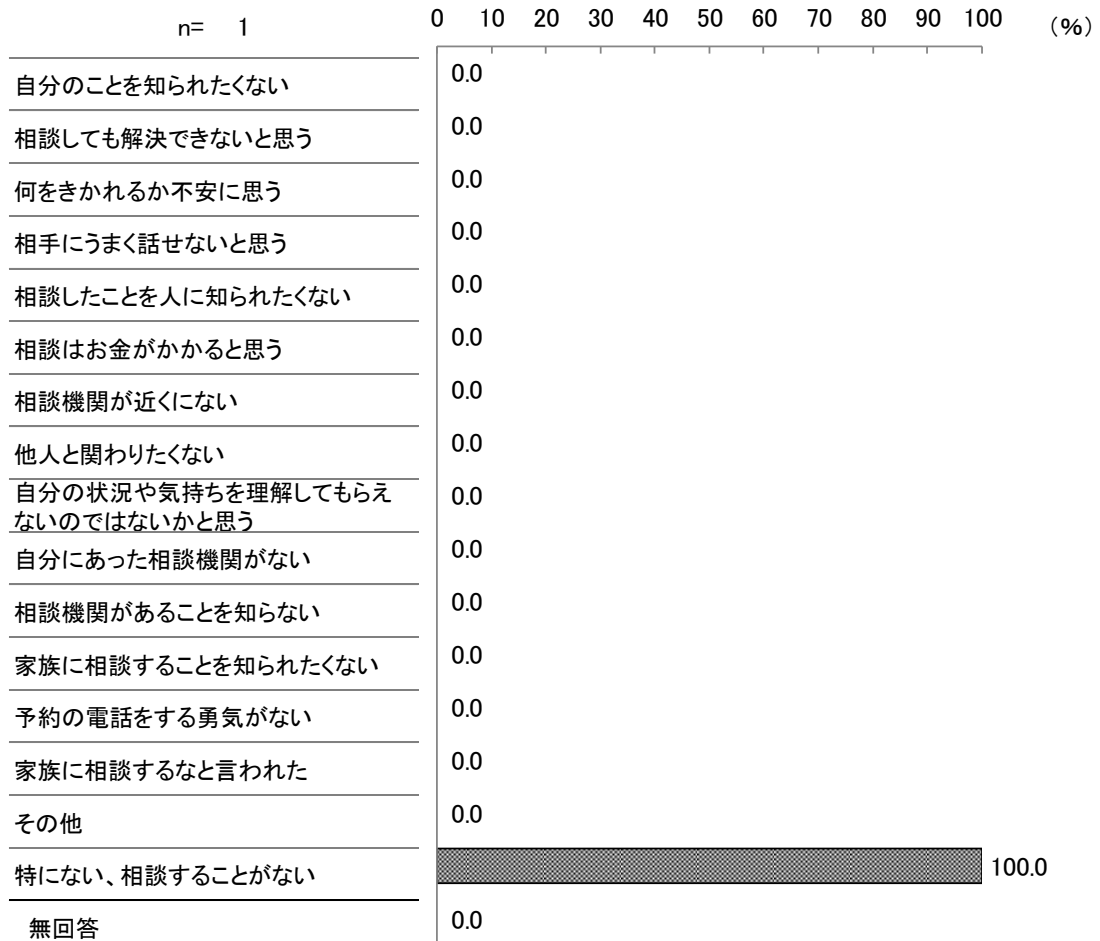 n= 1
0 10 20 30 40 50 60 70 80 90 100 (%)
自分のことを知られたくない 0.0
相談しても解決できないと思う 0.0
何をきかれるか不安に思う 0.0
相手にうまく話せないと思う 0.0
相談したことを人に知られたくない 0.0
相談はお金がかかると思う 0.0
相談機関が近くにない 0.0
他人と関わりたくない 0.0
自分の状況や気持ちを理解してもらえ
ないのではないかと思う 0.0
自分にあった相談機関がない 0.0
相談機関があることを知らない 0.0
家族に相談することを知られたくない 0.0
予約の電話をする勇気がない 0.0
家族に相談するなと言われた 0.0
その他 0.0
特にない、相談することがない 100.0
無回答 0.0